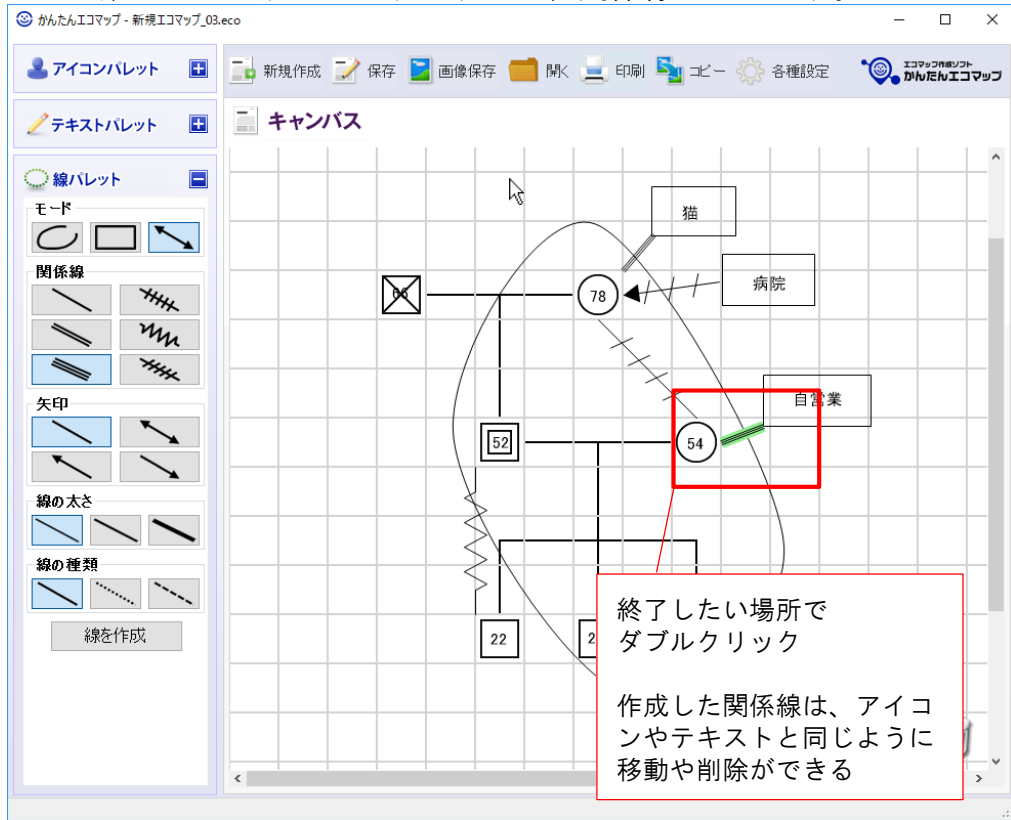 かんたんエコマップ - 新規エコマップ_03.eco
アイコンパレット
新規作成 保存 画像保存 開く 印刷 コピー 各種設定
エコマップ作成ソフト
かんたんエコマップ
テキストパレット
キャンバス
線パレット
モード
関係線
矢印
線の太さ
線の種類
線を作成
猫
病院
78
自営業
52
54
22
2
終了したい場所で
ダブルクリック
作成した関係線は、アイコ
ンやテキストと同じように
移動や削除ができる